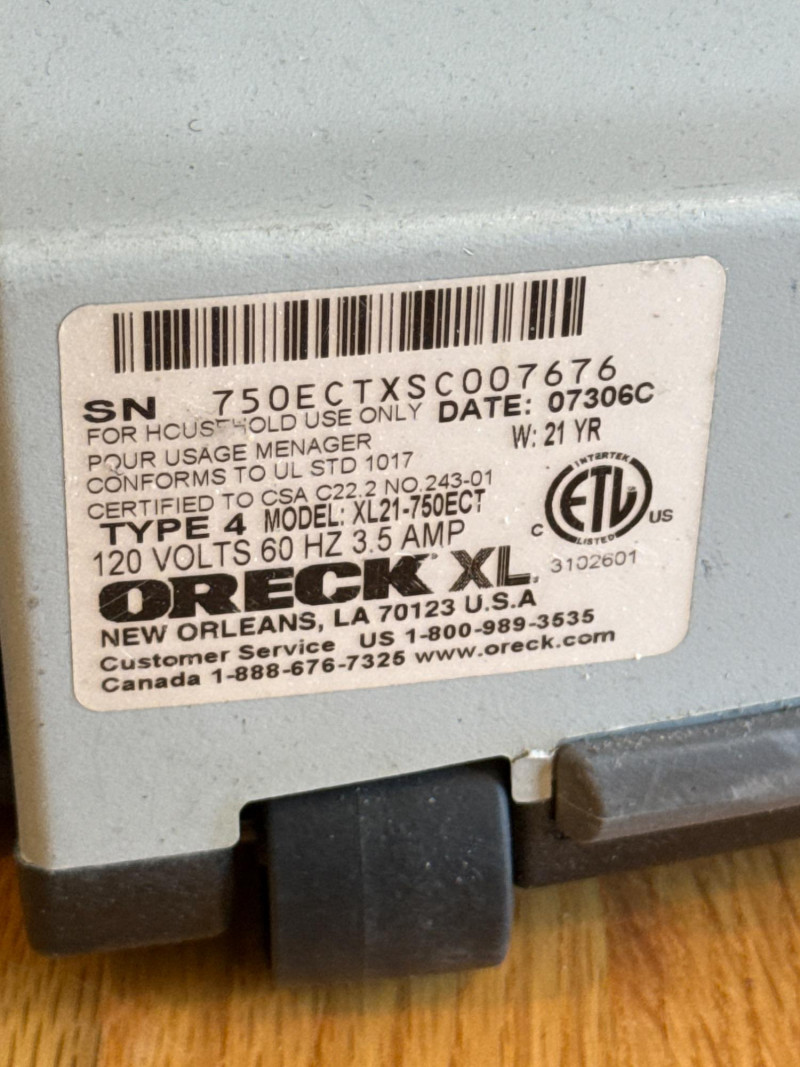 SN 750ECTXSC007676
FOR HOUSEHOLD USE ONLY DATE: 07306C
POUR USAGE MENAGER W: 21 YR
CONFORMS TO UL STD 1017
CERTIFIED TO CSA C22.2 NO.243-01
TYPE 4 MODEL: XL21-750ECT
120 VOLTS 60 HZ 3.5 AMP
INTERTEK
ETL
C US
LISTED
3102601
ORECK XL
NEW ORLEANS, LA 70123 U.S.A
Customer Service US 1-800-989-3535
Canada 1-888-676-7325 www.oreck.com